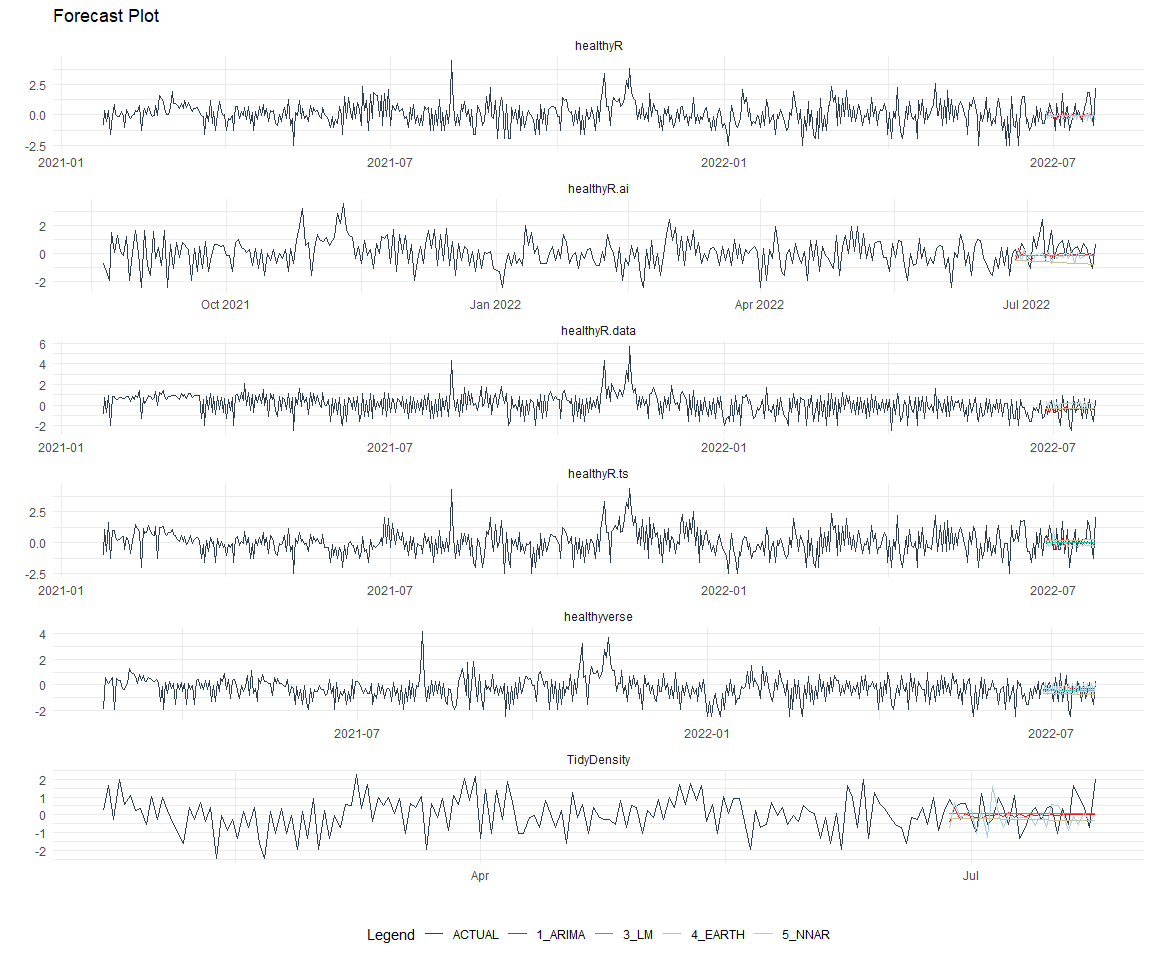 Forecast Plot
healthyR
2.5
0.0
-2.5
2021-01 2021-07 2022-01 2022-07
healthyR.ai
2
0
-2
Oct 2021 Jan 2022 Apr 2022 Jul 2022
healthyR.data
6
4
2
0
-2
2021-01 2021-07 2022-01 2022-07
healthyR.ts
2.5
0.0
-2.5
2021-01 2021-07 2022-01 2022-07
healthyverse
4
2
0
-2
2021-07 2022-01 2022-07
TidyDensity
2
1
0
-1
-2
Apr Jul
Legend ACTUAL 1_ARIMA 3_LM 4_EARTH 5_NNAR